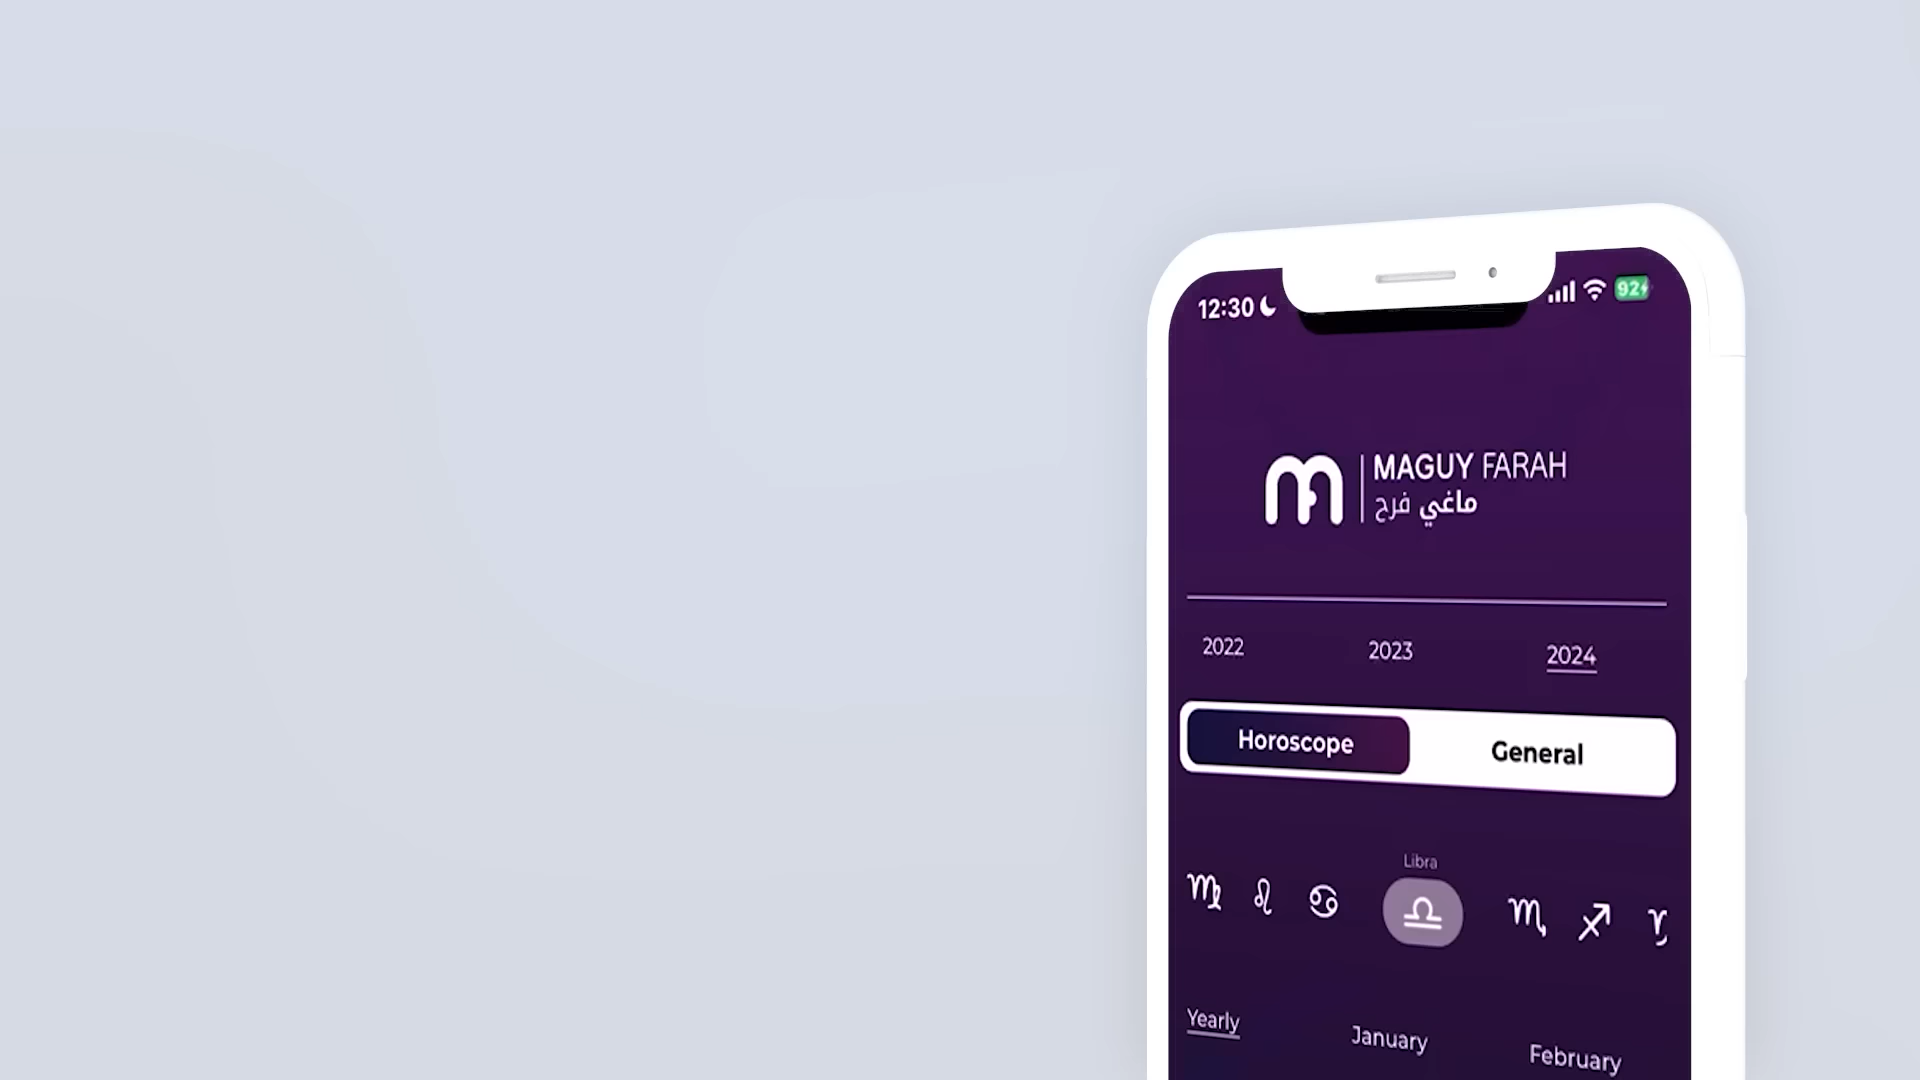 12:30
92
MAGUY FARAH
ماغي فرح
2022 2023 2024
Horoscope General
Libra
Yearly January February